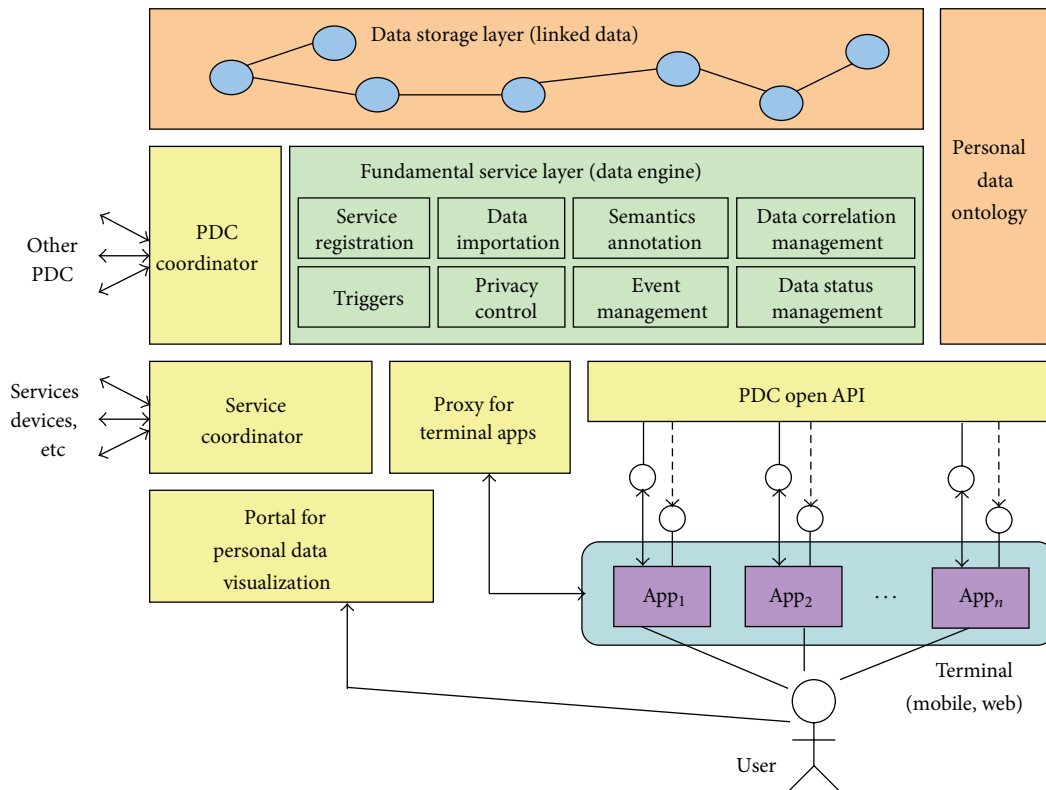 Data storage layer (linked data)
Personal
data
ontology
Other
PDC
PDC
coordinator
Fundamental service layer (data engine)
Service
registration
Data
importation
Semantics
annotation
Data correlation
management
Triggers
Privacy
control
Event
management
Data status
management
Services
devices,
etc
Service
coordinator
Proxy for
terminal apps
PDC open API
Portal for
personal data
visualization
App₁
App₂
...
Appₙ
Terminal
(mobile, web)
User